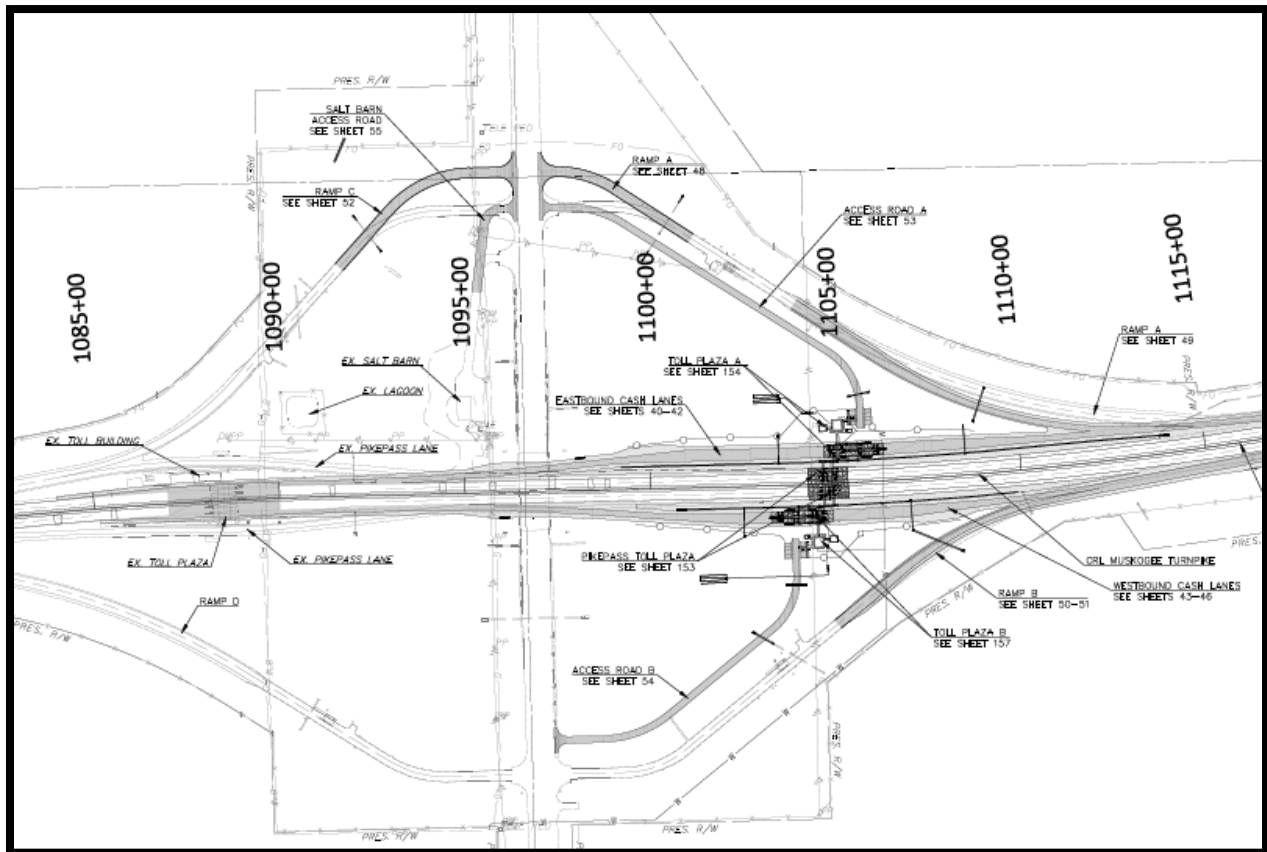 PRES. R/W
SALT BARN
ACCESS ROAD
SEE SHEET 55
TELE PED
PRES. R/W
RAMP C
SEE SHEET 52
RAMP A
SEE SHEET 48
ACCESS ROAD A
SEE SHEET 53
1085+00
1090+00
1095+00
1100+00
1105+00
1110+00
1115+00
RAMP A
SEE SHEET 49
EX. SALT BARN
EX. LAGOON
TOLL PLAZA A
SEE SHEET 154
EASTBOUND CASH LANES
SEE SHEETS 40-42
EX. TOLL BUILDING
EX. PIKEPASS LANE
EX. TOLL PLAZA
EX. PIKEPASS LANE
PIKEPASS TOLL PLAZA
SEE SHEET 153
CRL MUSKOGEE TURNPIKE
PRES.
WESTBOUND CASH LANES
SEE SHEETS 43-46
RAMP B
SEE SHEET 50-51
PRES. R/W
RAMP D
PRES. R/W
TOLL PLAZA B
SEE SHEET 157
ACCESS ROAD B
SEE SHEET 54
PRES. R/W
PRES. R/W
PRES. R/W